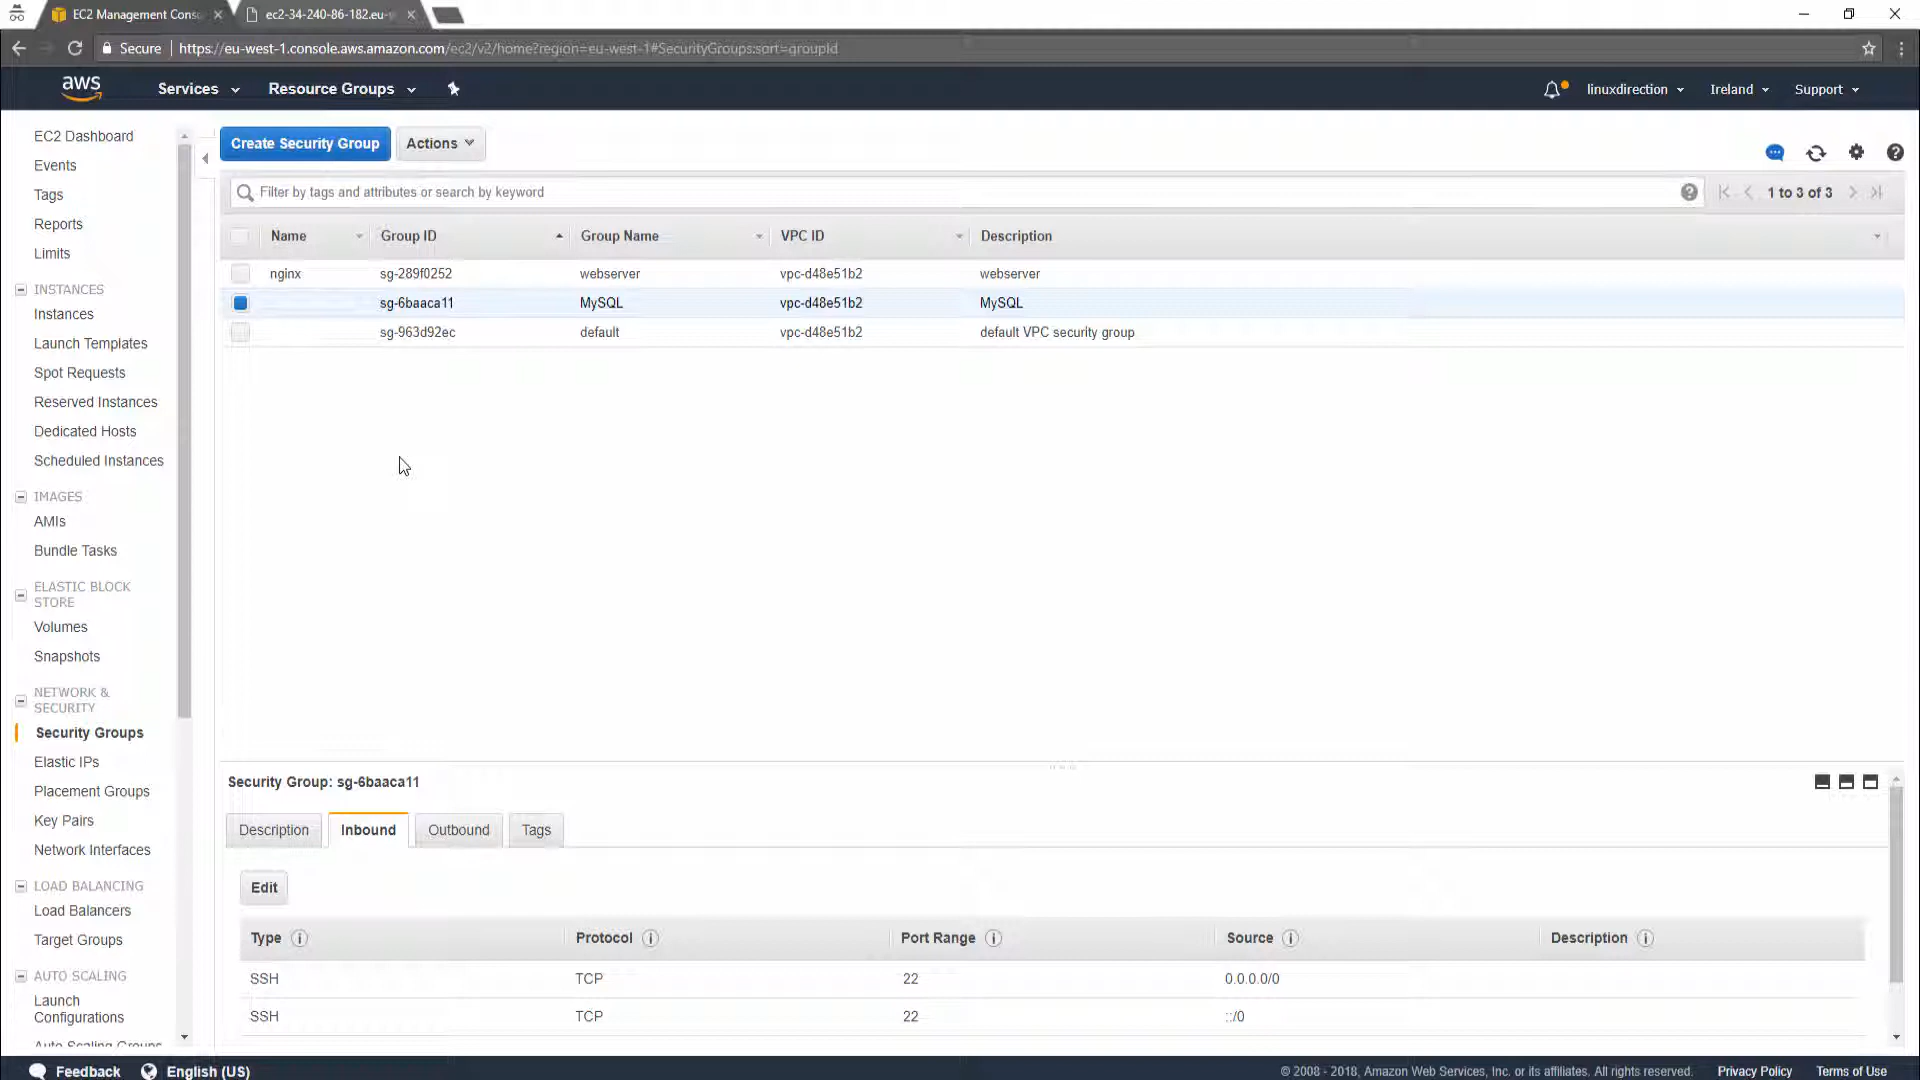 EC2 Management Cons
ec2-34-240-86-182.eu-
Secure
https://eu-west-1.console.aws.amazon.com/ec2/v2/home?region=eu-west-1#SecurityGroups:sort=groupId
aws
Services
Resource Groups
linuxdirection
Ireland
Support
EC2 Dashboard
Events
Tags
Reports
Limits
INSTANCES
Instances
Launch Templates
Spot Requests
Reserved Instances
Dedicated Hosts
Scheduled Instances
IMAGES
AMIs
Bundle Tasks
ELASTIC BLOCK
STORE
Volumes
Snapshots
NETWORK &
SECURITY
Security Groups
Elastic IPs
Placement Groups
Key Pairs
Network Interfaces
LOAD BALANCING
Load Balancers
Target Groups
AUTO SCALING
Launch
Configurations
Auto Scaling Groups
Create Security Group
Actions
Filter by tags and attributes or search by keyword
1 to 3 of 3
Name Group ID Group Name VPC ID Description
nginx sg-289f0252 webserver vpc-d48e51b2 webserver
sg-6baaca11 MySQL vpc-d48e51b2 MySQL
sg-963d92ec default vpc-d48e51b2 default VPC security group
Security Group: sg-6baaca11
Description Inbound Outbound Tags
Edit
Type Protocol Port Range Source Description
SSH TCP 22 0.0.0.0/0
SSH TCP 22 ::/0
Feedback English (US)
© 2008 - 2018, Amazon Web Services, Inc. or its affiliates. All rights reserved. Privacy Policy Terms of Use